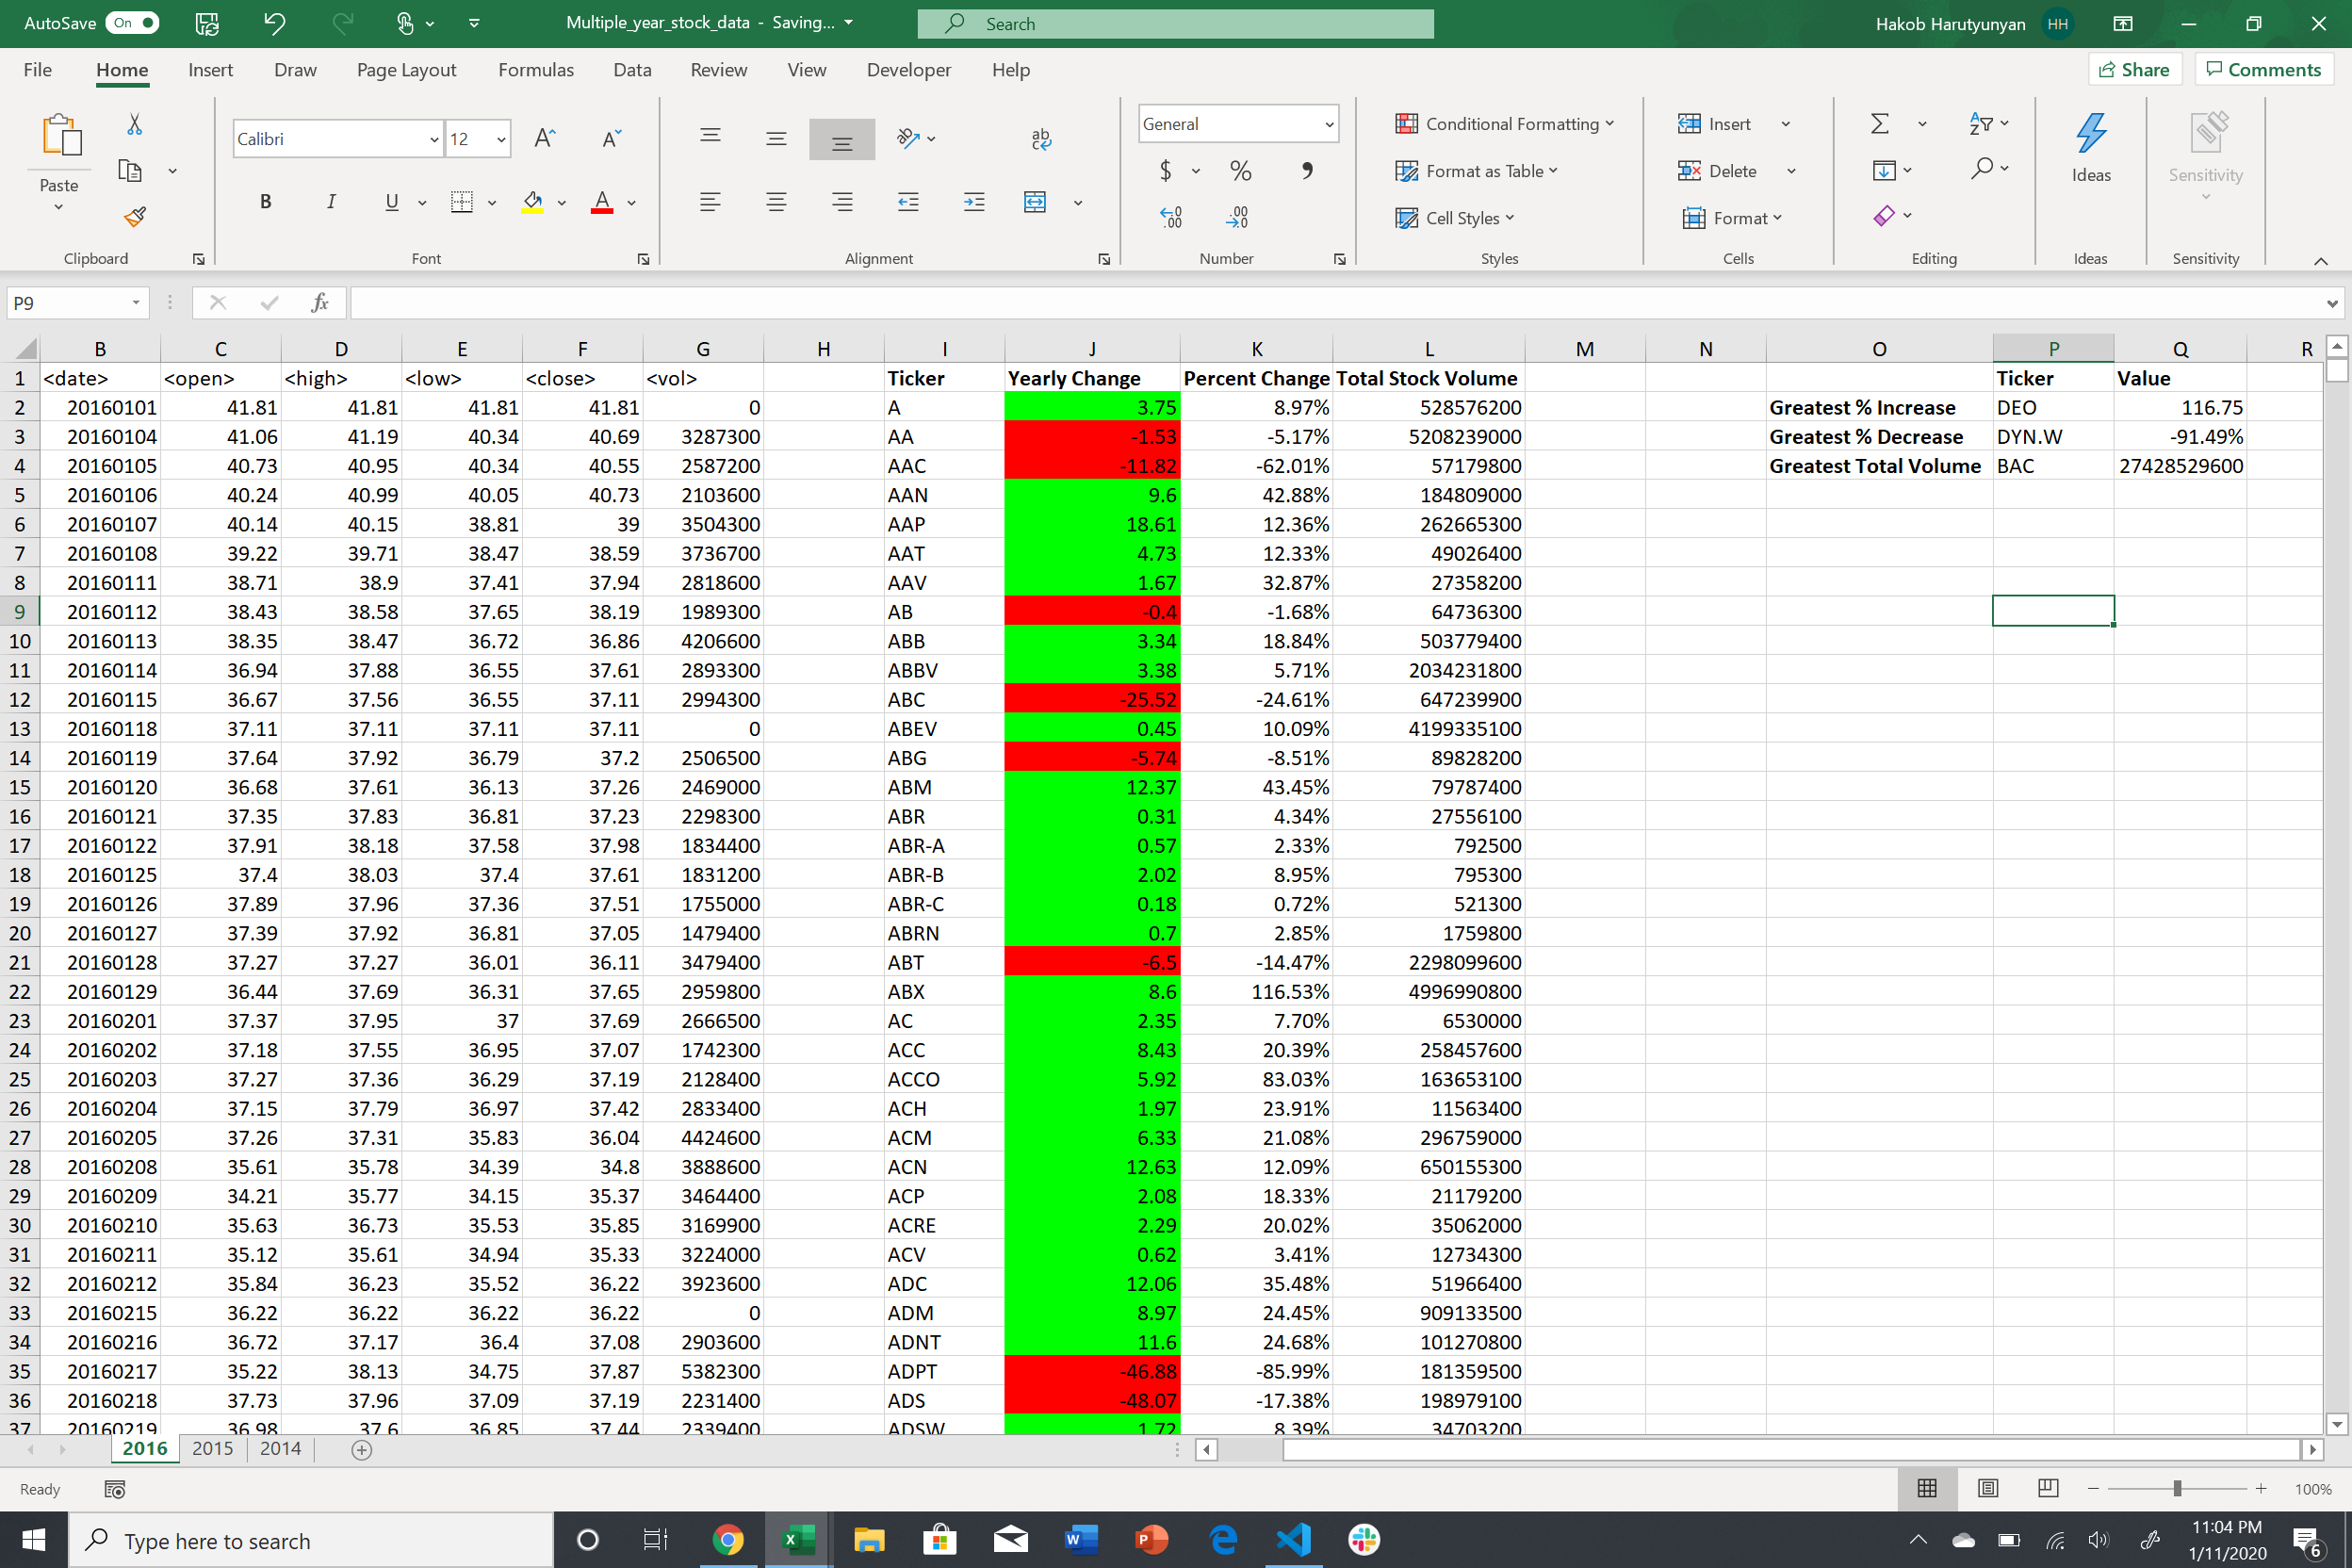 AutoSave On Multiple_year_stock_data - Saving... Search Hakob Harutyunyan HH
File Home Insert Draw Page Layout Formulas Data Review View Developer Help Share Comments
Paste Calibri 12 General Conditional Formatting Format as Table Cell Styles Insert Delete Format Ideas Sensitivity
Clipboard Font Alignment Number Styles Cells Editing Ideas Sensitivity
P9 fx
B C D E F G H I J K L M N O P Q R
1 <date> <open> <high> <low> <close> <vol> Ticker Yearly Change Percent Change Total Stock Volume Ticker Value
2 20160101 41.81 41.81 41.81 41.81 0 A 3.75 8.97% 528576200 Greatest % Increase DEO 116.75
3 20160104 41.06 41.19 40.34 40.69 3287300 AA -1.53 -5.17% 5208239000 Greatest % Decrease DYN.W -91.49%
4 20160105 40.73 40.95 40.34 40.55 2587200 AAC -11.82 -62.01% 57179800 Greatest Total Volume BAC 27428529600
5 20160106 40.24 40.99 40.05 40.73 2103600 AAN 9.6 42.88% 184809000
6 20160107 40.14 40.15 38.81 39 3504300 AAP 18.61 12.36% 262665300
7 20160108 39.22 39.71 38.47 38.59 3736700 AAT 4.73 12.33% 49026400
8 20160111 38.71 38.9 37.41 37.94 2818600 AAV 1.67 32.87% 27358200
9 20160112 38.43 38.58 37.65 38.19 1989300 AB -0.4 -1.68% 64736300
10 20160113 38.35 38.47 36.72 36.86 4206600 ABB 3.34 18.84% 503779400
11 20160114 36.94 37.88 36.55 37.61 2893300 ABBV 3.38 5.71% 2034231800
12 20160115 36.67 37.56 36.55 37.11 2994300 ABC -25.52 -24.61% 647239900
13 20160118 37.11 37.11 37.11 37.11 0 ABEV 0.45 10.09% 4199335100
14 20160119 37.64 37.92 36.79 37.2 2506500 ABG -5.74 -8.51% 89828200
15 20160120 36.68 37.61 36.13 37.26 2469000 ABM 12.37 43.45% 79787400
16 20160121 37.35 37.83 36.81 37.23 2298300 ABR 0.31 4.34% 27556100
17 20160122 37.91 38.18 37.58 37.98 1834400 ABR-A 0.57 2.33% 792500
18 20160125 37.4 38.03 37.4 37.61 1831200 ABR-B 2.02 8.95% 795300
19 20160126 37.89 37.96 37.36 37.51 1755000 ABR-C 0.18 0.72% 521300
20 20160127 37.39 37.92 36.81 37.05 1479400 ABRN 0.7 2.85% 1759800
21 20160128 37.27 37.27 36.01 36.11 3479400 ABT -6.5 -14.47% 2298099600
22 20160129 36.44 37.69 36.31 37.65 2959800 ABX 8.6 116.53% 4996990800
23 20160201 37.37 37.95 37 37.69 2666500 AC 2.35 7.70% 6530000
24 20160202 37.18 37.55 36.95 37.07 1742300 ACC 8.43 20.39% 258457600
25 20160203 37.27 37.36 36.29 37.19 2128400 ACCO 5.92 83.03% 163653100
26 20160204 37.15 37.79 36.97 37.42 2833400 ACH 1.97 23.91% 11563400
27 20160205 37.26 37.31 35.83 36.04 4424600 ACM 6.33 21.08% 296759000
28 20160208 35.61 35.78 34.39 34.8 3888600 ACN 12.63 12.09% 650155300
29 20160209 34.21 35.77 34.15 35.37 3464400 ACP 2.08 18.33% 21179200
30 20160210 35.63 36.73 35.53 35.85 3169900 ACRE 2.29 20.02% 35062000
31 20160211 35.12 35.61 34.94 35.33 3224000 ACV 0.62 3.41% 12734300
32 20160212 35.84 36.23 35.52 36.22 3923600 ADC 12.06 35.48% 51966400
33 20160215 36.22 36.22 36.22 36.22 0 ADM 8.97 24.45% 909133500
34 20160216 36.72 37.17 36.4 37.08 2903600 ADNT 11.6 24.68% 101270800
35 20160217 35.22 38.13 34.75 37.87 5382300 ADPT -46.88 -85.99% 181359500
36 20160218 37.73 37.96 37.09 37.19 2231400 ADS -48.07 -17.38% 198979100
37 20160219 36.98 37.6 36.85 37.44 2339400 ADSW 1.72 8.39% 34703200
2016 2015 2014
Ready 100%
Type here to search 11:04 PM
1/11/2020 6